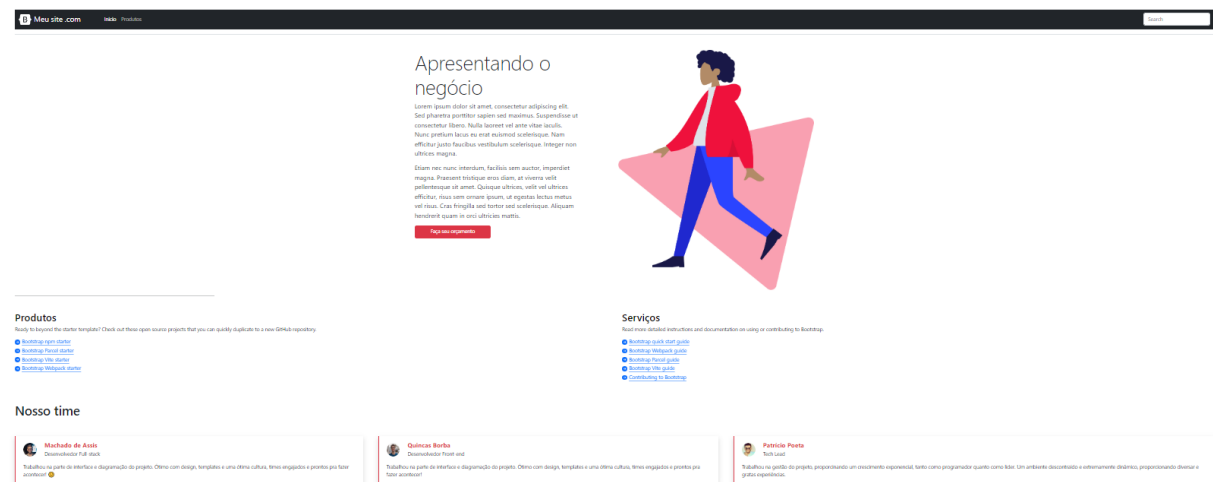 B Meu site .com Início Produtos Search
Apresentando o
negócio
Lorem ipsum dolor sit amet, consectetur adipiscing elit.
Sed pharetra porttitor sapien sed maximus. Suspendisse ut
consectetur libero. Nulla laoreet vel ante vitae iaculis.
Nunc pretium lacus eu erat euismod scelerisque. Nam
efficitur justo faucibus vestibulum scelerisque. Integer non
ultrices magna.
Etiam nec nunc interdum, facilisis sem auctor, imperdiet
magna. Praesent tristique eros diam, at viverra velit
pellentesque sit amet. Quisque ultrices, velit vel ultrices
efficitur, risus sem ornare ipsum, ut egestas lectus metus
vel risus. Cras fringilla sed tortor sed scelerisque. Aliquam
hendrerit quam in orci ultricies mattis.
Faça seu orçamento
Produtos
Ready to beyond the starter template? Check out these open source projects that you can quickly duplicate to a new GitHub repository.
Bootstrap npm starter
Bootstrap Parcel starter
Bootstrap Vite starter
Bootstrap Webpack starter
Serviços
Read more detailed instructions and documentation on using or contributing to Bootstrap.
Bootstrap quick start guide
Bootstrap Webpack guide
Bootstrap Parcel guide
Bootstrap Vite guide
Contributing to Bootstrap
Nosso time
Machado de Assis
Desenvolvedor Full stack
Trabalhou na parte de interface e diagramação do projeto. Ótimo com design, templates e uma ótima cultura, times engajados e prontos pra fazer
acontecer! 😊
Quincas Borba
Desenvolvedor Front end
Trabalhou na parte de interface e diagramação do projeto. Ótimo com design, templates e uma ótima cultura, times engajados e prontos pra
fazer acontecer!
Patricio Poeta
Tech Lead
Trabalhou na gestão do projeto, proporcionando um crescimento exponencial, tanto como programador quanto como líder. Um ambiente descontraído e extremamente dinâmico, proporcionando diversas e
gratas experiências.